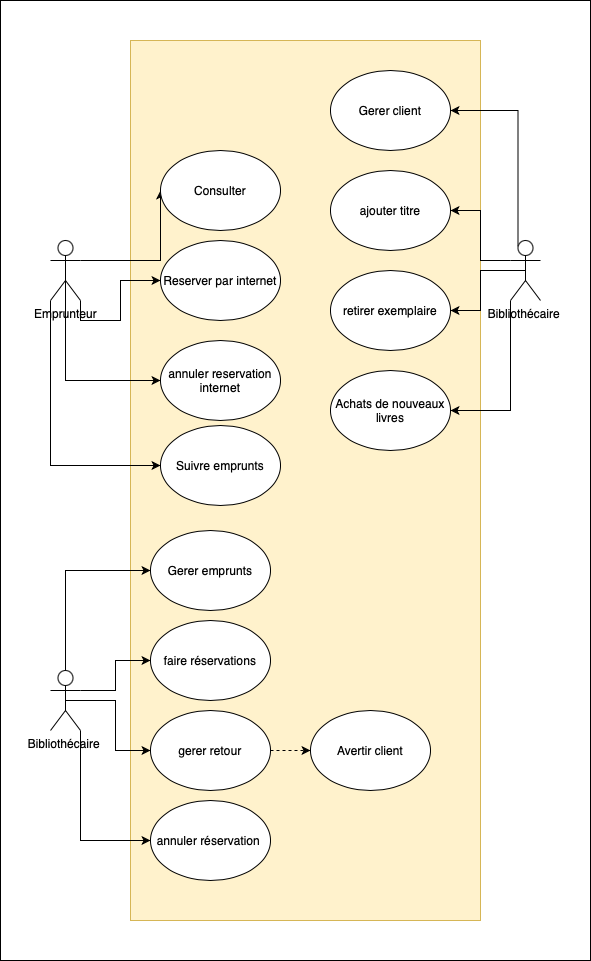 Gerer client
Consulter
ajouter titre
Reserver par internet
Emprunteur
retirer exemplaire
Bibliothécaire
annuler reservation
internet
Achats de nouveaux
livres
Suivre emprunts
Gerer emprunts
faire réservations
Bibliothécaire
gerer retour
Avertir client
annuler réservation